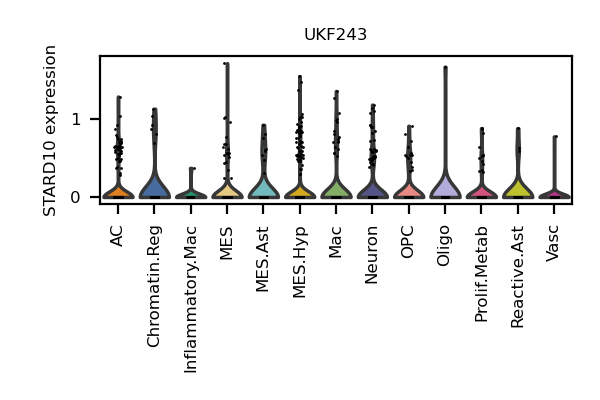 UKF243
STARD10 expression
1
0
AC
Chromatin.Reg
Inflammatory.Mac
MES
MES.Ast
MES.Hyp
Mac
Neuron
OPC
Oligo
Prolif.Metab
Reactive.Ast
Vasc